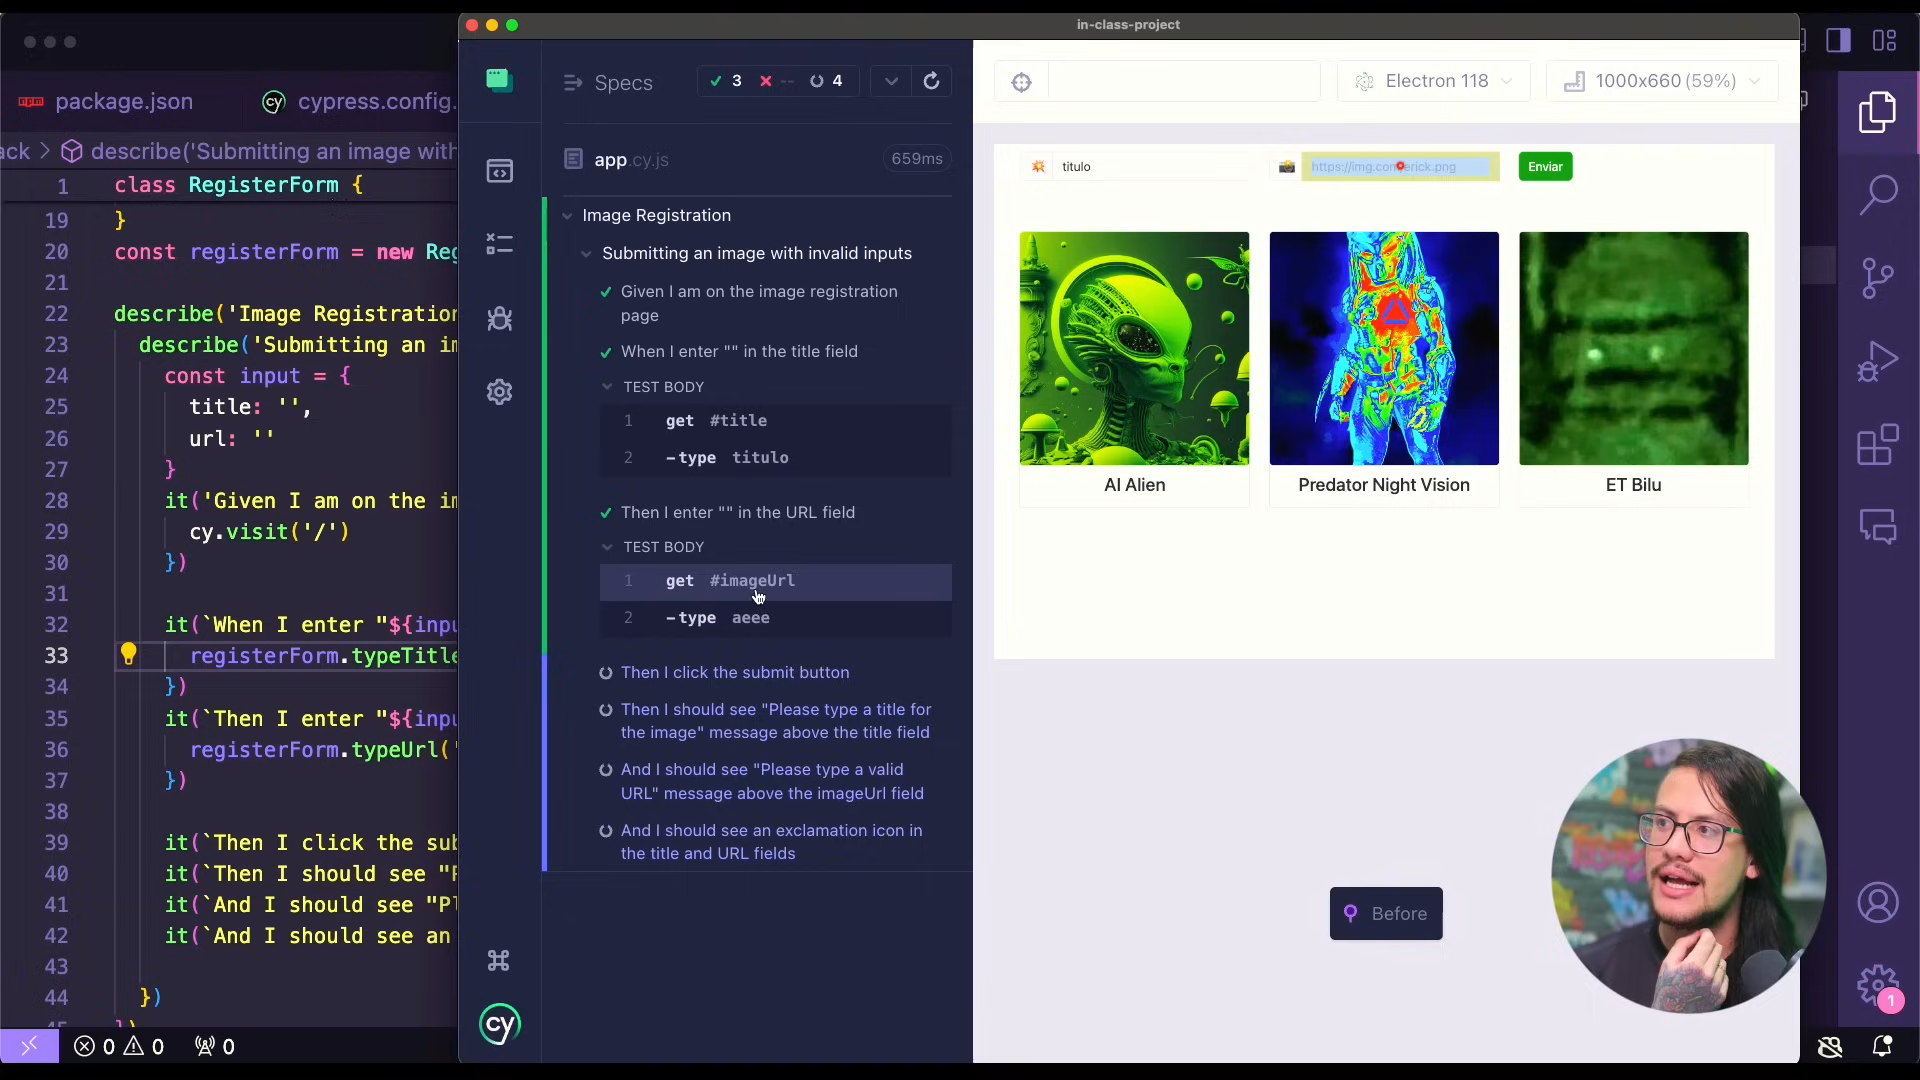 in-class-project
package.json
cypress.config.
ack > describe('Submitting an image with
1 class RegisterForm {
19 }
20 const registerForm = new Reg
21
22 describe('Image Registration
23 describe('Submitting an im
24 const input = {
25 title: '',
26 url: ''
27 }
28 it('Given I am on the im
29 cy.visit('/')
30 })
31
32 it(`When I enter "${inpu
33 registerForm.typeTitle
34 })
35 it(`Then I enter "${inpu
36 registerForm.typeUrl('
37 })
38
39 it(`Then I click the sub
40 it(`Then I should see "P
41 it(`And I should see "Pl
42 it(`And I should see an
43
44 })
0 0 0
Specs
3 -- 4
app.cy.js
659ms
Image Registration
Submitting an image with invalid inputs
Given I am on the image registration
page
When I enter "" in the title field
TEST BODY
1 get #title
2 -type titulo
Then I enter "" in the URL field
TEST BODY
1 get #imageUrl
2 -type aeee
Then I click the submit button
Then I should see "Please type a title for
the image" message above the title field
And I should see "Please type a valid
URL" message above the imageUrl field
And I should see an exclamation icon in
the title and URL fields
cy
Electron 118
1000x660 (59%)
titulo
Enviar
AI Alien
Predator Night Vision
ET Bilu
Before
1